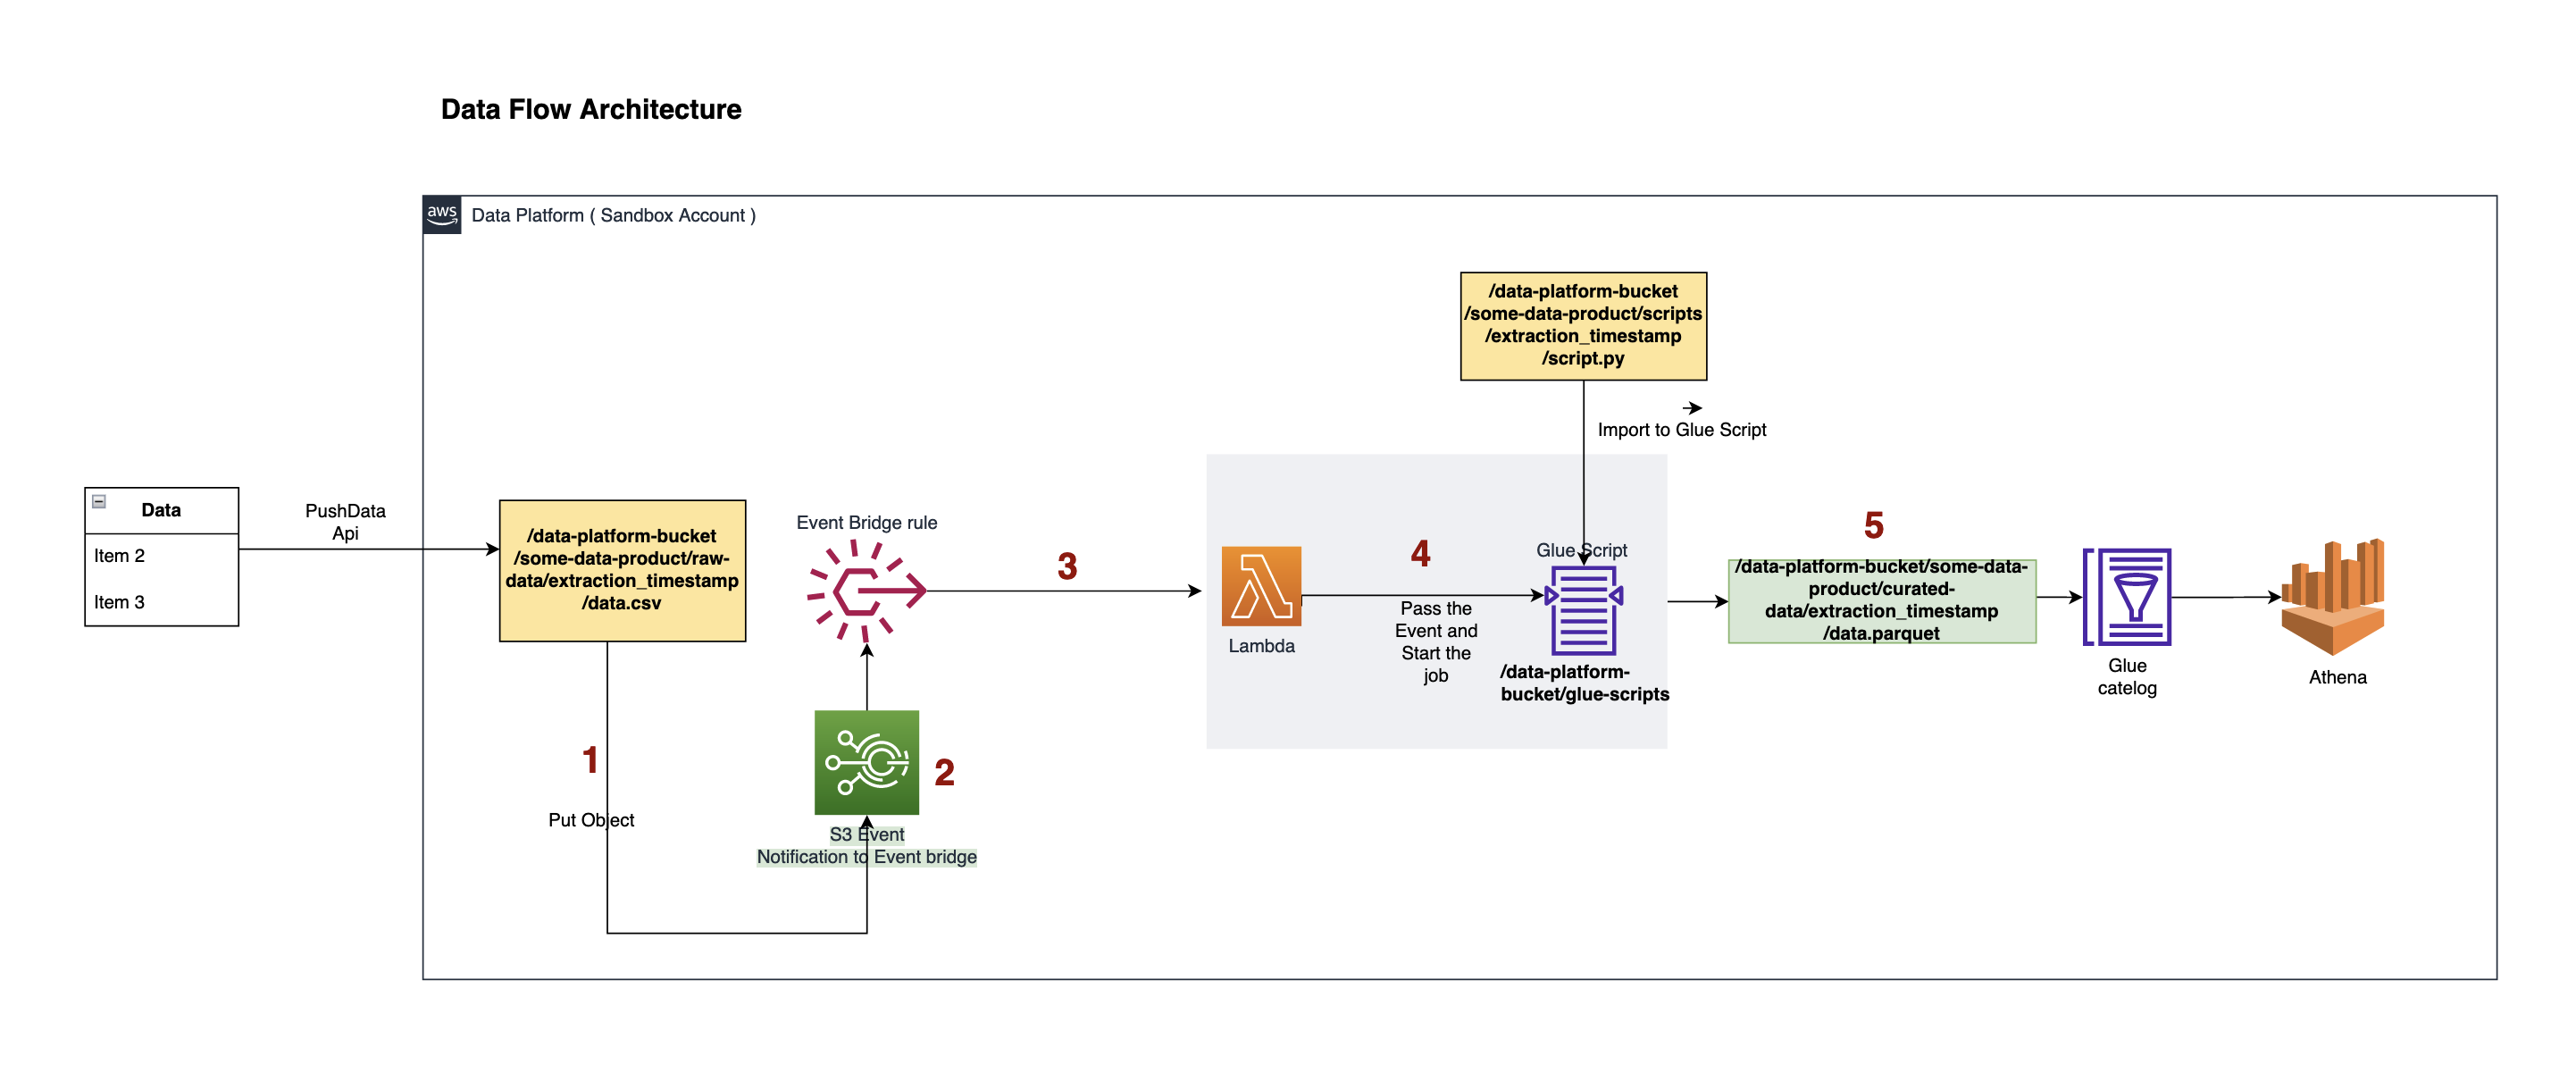 Data Flow Architecture
aws
Data Platform ( Sandbox Account )
/data-platform-bucket
/some-data-product/scripts
/extraction_timestamp
/script.py
Import to Glue Script
Data
Item 2
Item 3
PushData
Api
/data-platform-bucket
/some-data-product/raw-
data/extraction_timestamp
/data.csv
1
Put Object
Event Bridge rule
2
S3 Event
Notification to Event bridge
3
Lambda
4
Pass the
Event and
Start the
job
Glue Script
/data-platform-
bucket/glue-scripts
5
/data-platform-bucket/some-data-
product/curated-
data/extraction_timestamp
/data.parquet
Glue
catelog
Athena